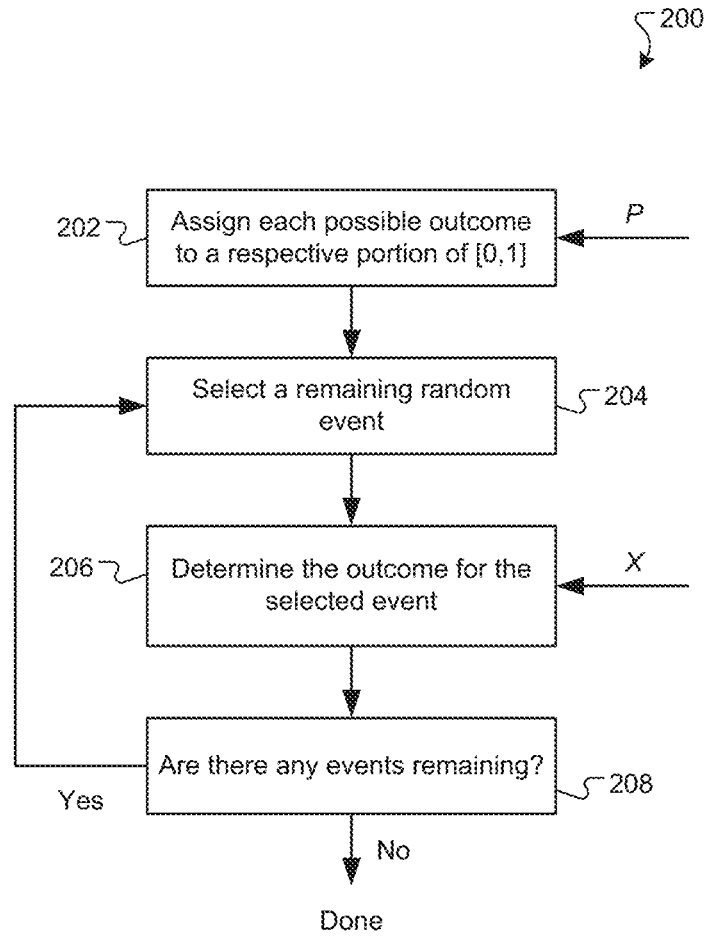 200
202
Assign each possible outcome
to a respective portion of [0,1]
P
Select a remaining random
event
204
206
Determine the outcome for the
selected event
X
Are there any events remaining?
208
Yes
No
Done